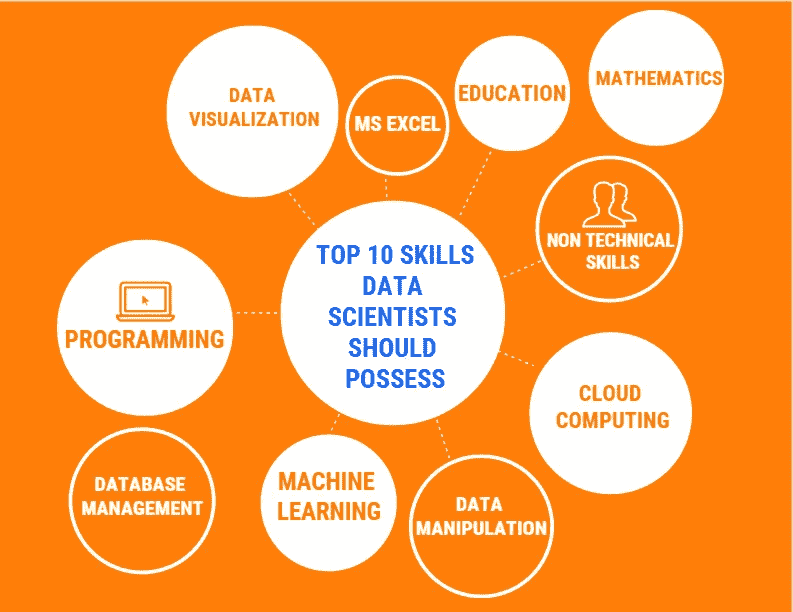 DATA
VISUALIZATION
MS EXCEL
EDUCATION
MATHEMATICS
NON TECHNICAL
SKILLS
TOP 10 SKILLS
DATA
SCIENTISTS
SHOULD
POSSESS
PROGRAMMING
CLOUD
COMPUTING
DATABASE
MANAGEMENT
MACHINE
LEARNING
DATA
MANIPULATION